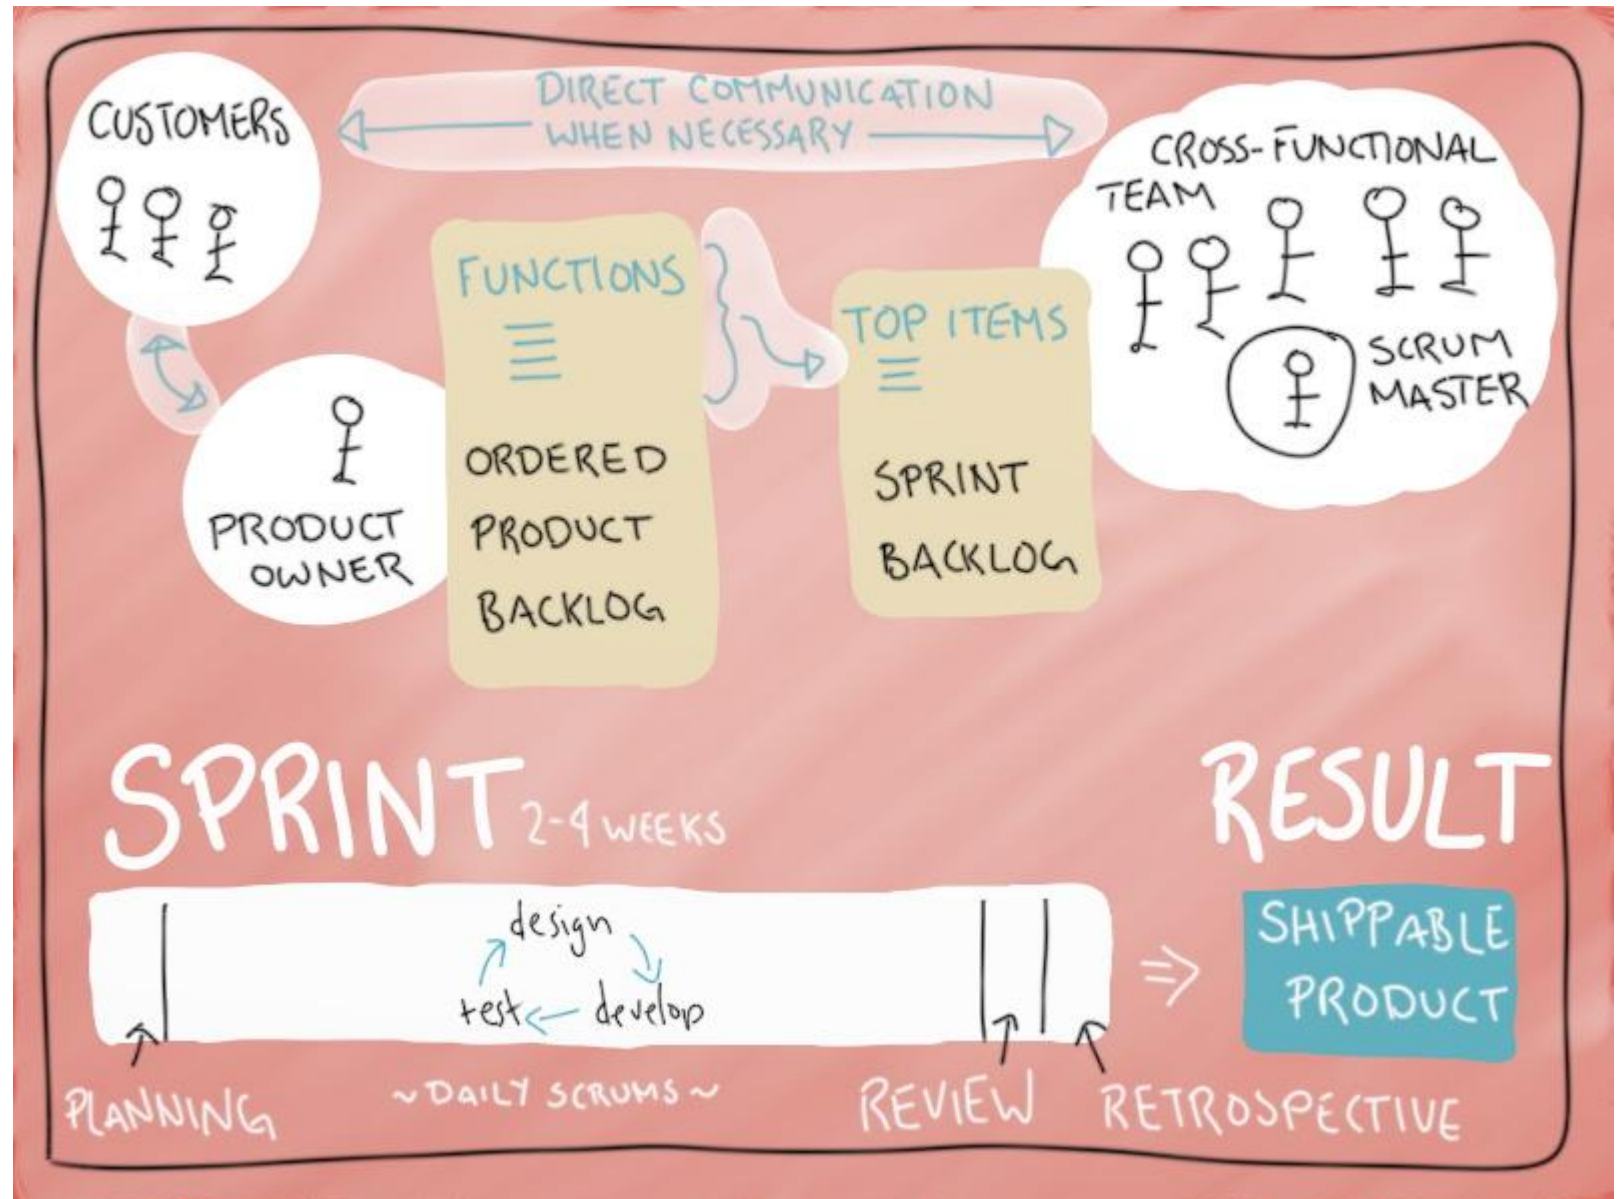 CUSTOMERS
DIRECT COMMUNICATION
WHEN NECESSARY
CROSS-FUNCTIONAL
TEAM
SCRUM
MASTER
FUNCTIONS
ORDERED
PRODUCT
BACKLOG
TOP ITEMS
SPRINT
BACKLOG
PRODUCT
OWNER
SPRINT 2-4 WEEKS
RESULT
design
develop
test
SHIPPABLE
PRODUCT
PLANNING
~DAILY SCRUMS~
REVIEW
RETROSPECTIVE